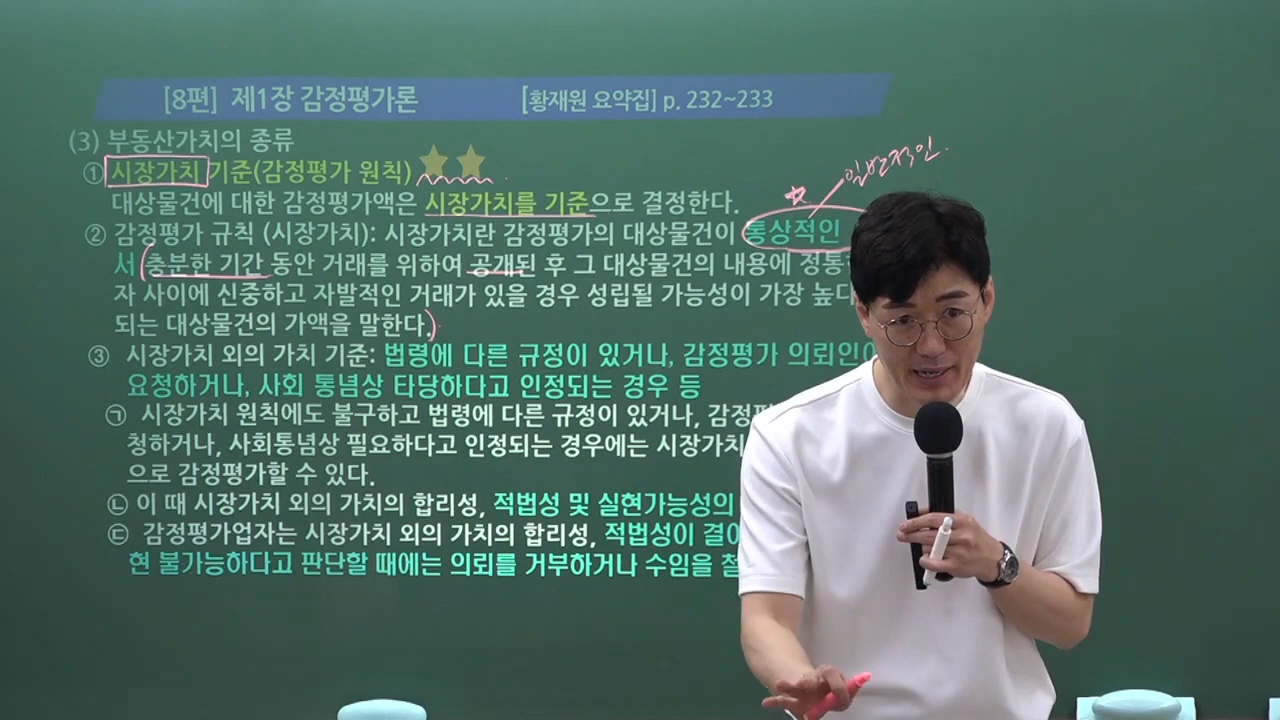 [8편] 제1장 감정평가론 [황재원 요약집] p. 232~233
(3) 부동산가치의 종류
① 시장가치 기준(감정평가 원칙)
일반적인.
대상물건에 대한 감정평가액은 시장가치를 기준으로 결정한다.
② 감정평가 규칙 (시장가치): 시장가치란 감정평가의 대상물건이 통상적인
서 충분한 기간 동안 거래를 위하여 공개된 후 그 대상물건의 내용에 정통
자 사이에 신중하고 자발적인 거래가 있을 경우 성립될 가능성이 가장 높다
되는 대상물건의 가액을 말한다.
③ 시장가치 외의 가치 기준: 법령에 다른 규정이 있거나, 감정평가 의뢰인
요청하거나, 사회 통념상 타당하다고 인정되는 경우 등
㉠ 시장가치 원칙에도 불구하고 법령에 다른 규정이 있거나, 감정
청하거나, 사회통념상 필요하다고 인정되는 경우에는 시장가치
으로 감정평가할 수 있다.
㉡ 이 때 시장가치 외의 가치의 합리성, 적법성 및 실현가능성의
㉢ 감정평가업자는 시장가치 외의 가치의 합리성, 적법성이 결
현 불가능하다고 판단할 때에는 의뢰를 거부하거나 수임을 철